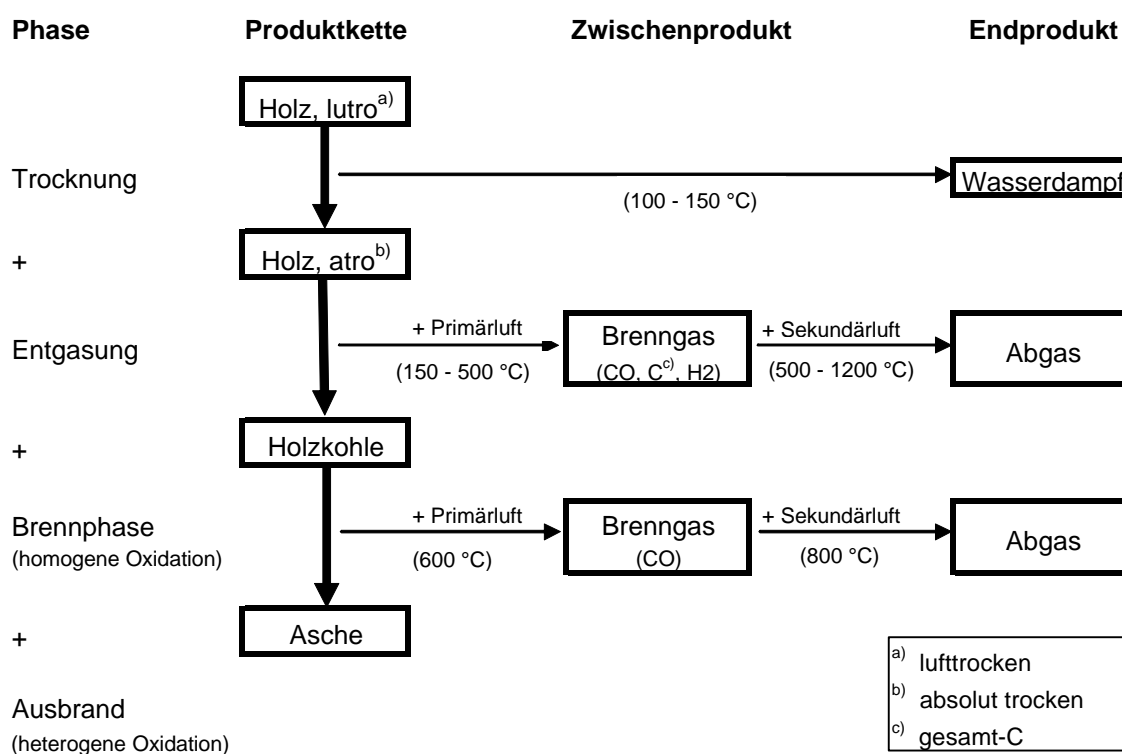 Phase Produktkette Zwischenprodukt Endprodukt
Holz, lutro a)
Trocknung
(100 - 150 °C)
Wasserdampf
+
Holz, atro b)
Entgasung
+ Primärluft
(150 - 500 °C)
Brenngas
(CO, C c), H2)
+ Sekundärluft
(500 - 1200 °C)
Abgas
+
Holzkohle
Brennphase
(homogene Oxidation)
+ Primärluft
(600 °C)
Brenngas
(CO)
+ Sekundärluft
(800 °C)
Abgas
+
Asche
Ausbrand
(heterogene Oxidation)
a) lufttrocken
b) absolut trocken
c) gesamt-C